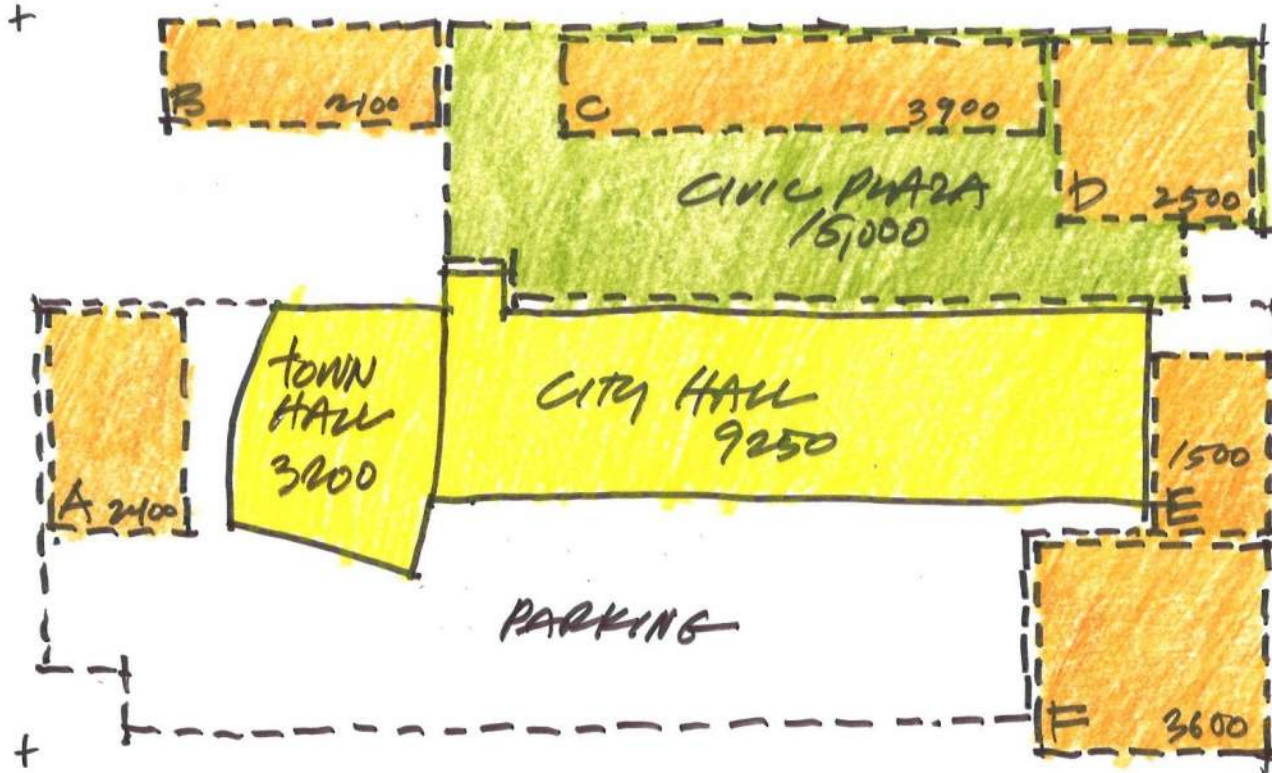 B 2100
C 3900
CIVIC PLAZA
15,000
D 2500
TOWN
HALL
3200
CITY HALL
9250
A 2400
1500
E
PARKING
F 3600